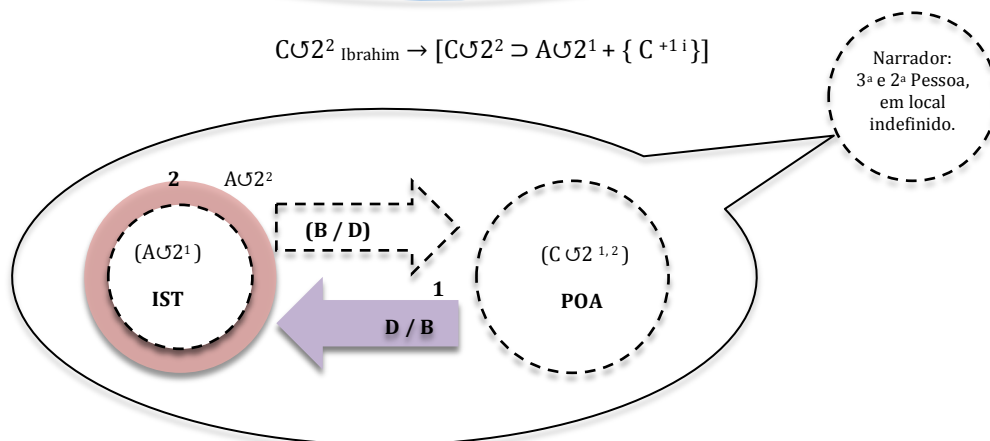 C↺2² Ibrahim → [C↺2² ⊃ A↺2¹ + { C ⁺¹ ⁱ }]
Narrador:
3ª e 2ª Pessoa,
em local
indefinido.
2
A↺2²
(A↺2¹)
IST
(B / D)
1
D / B
(C ↺2 ¹˒ ²)
POA